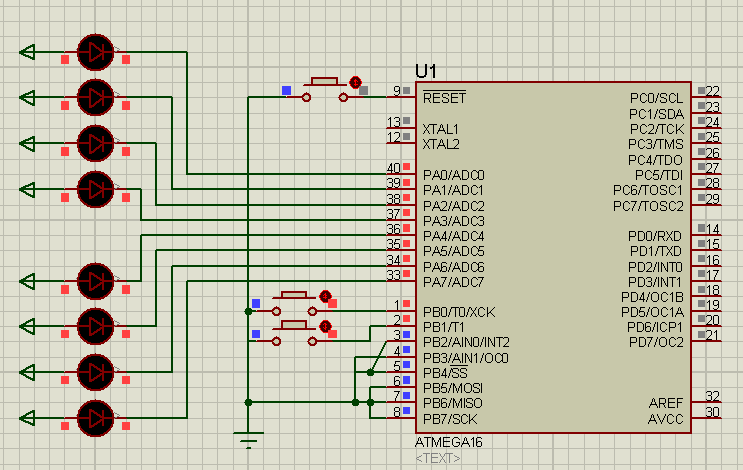 U1
9 RESET PC0/SCL 22
PC1/SDA 23
13 XTAL1 PC2/TCK 24
12 XTAL2 PC3/TMS 25
PC4/TDO 26
40 PA0/ADC0 PC5/TDI 27
39 PA1/ADC1 PC6/TOSC1 28
38 PA2/ADC2 PC7/TOSC2 29
37 PA3/ADC3
36 PA4/ADC4 PD0/RXD 14
35 PA5/ADC5 PD1/TXD 15
34 PA6/ADC6 PD2/INT0 16
33 PA7/ADC7 PD3/INT1 17
PD4/OC1B 18
1 PB0/T0/XCK PD5/OC1A 19
2 PB1/T1 PD6/ICP1 20
3 PB2/AIN0/INT2 PD7/OC2 21
4 PB3/AIN1/OC0
5 PB4/SS
6 PB5/MOSI
7 PB6/MISO AREF 32
8 PB7/SCK AVCC 30
ATMEGA16
<TEXT>